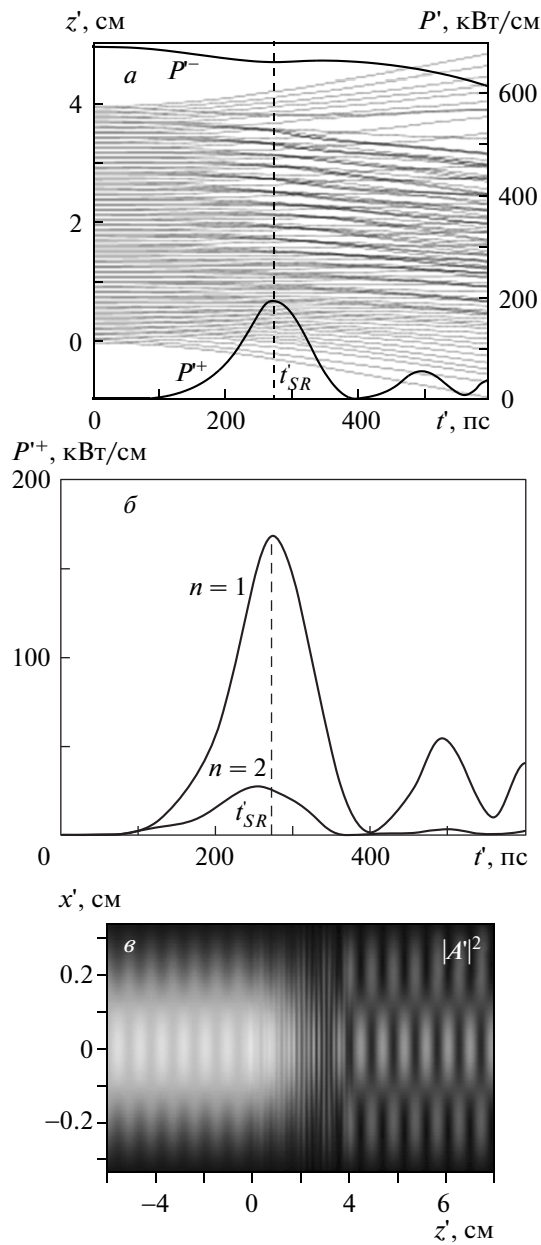 z', см
P', кВт/см
а
P'−
4
600
400
2
200
0
P'+
t'SR
0
0
200
400
t', пс
P'+, кВт/см
200
б
n = 1
100
n = 2
t'SR
0
200
400
t', пс
x', см
в
|A'|²
0.2
0
−0.2
−4
0
4
6
z', см